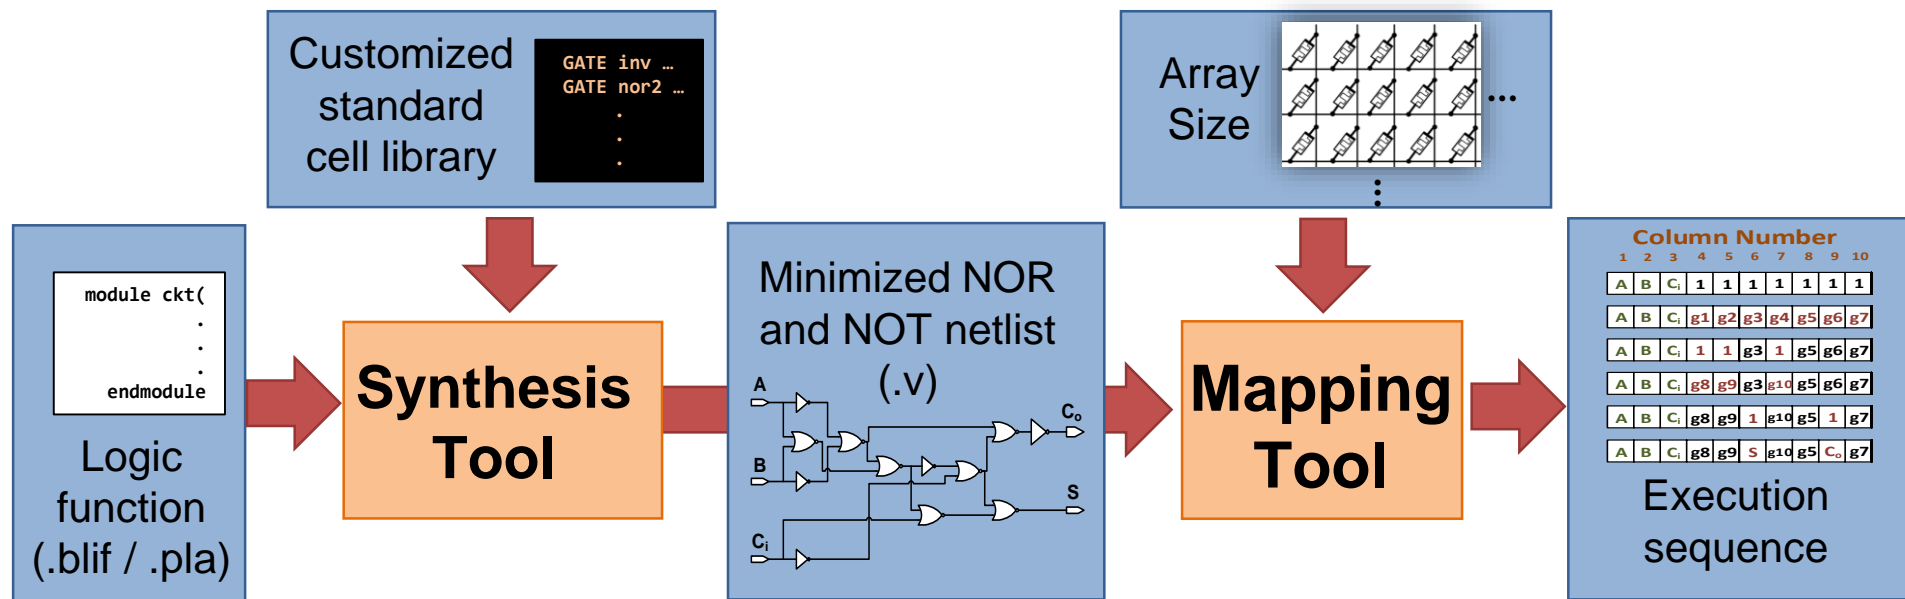 Customized
standard
cell library
GATE inv …
GATE nor2 …
.
.
.
Array
Size
...
...
module ckt(
.
.
.
endmodule
Logic
function
(.blif / .pla)
Synthesis
Tool
Minimized NOR
and NOT netlist
(.v)
A
B
Ci
Co
S
Mapping
Tool
Column Number
1 2 3 4 5 6 7 8 9 10
A B Ci 1 1 1 1 1 1 1
A B Ci g1 g2 g3 g4 g5 g6 g7
A B Ci 1 1 g3 1 g5 g6 g7
A B Ci g8 g9 g3 g10 g5 g6 g7
A B Ci g8 g9 1 g10 g5 1 g7
A B Ci g8 g9 S g10 g5 Co g7
Execution
sequence